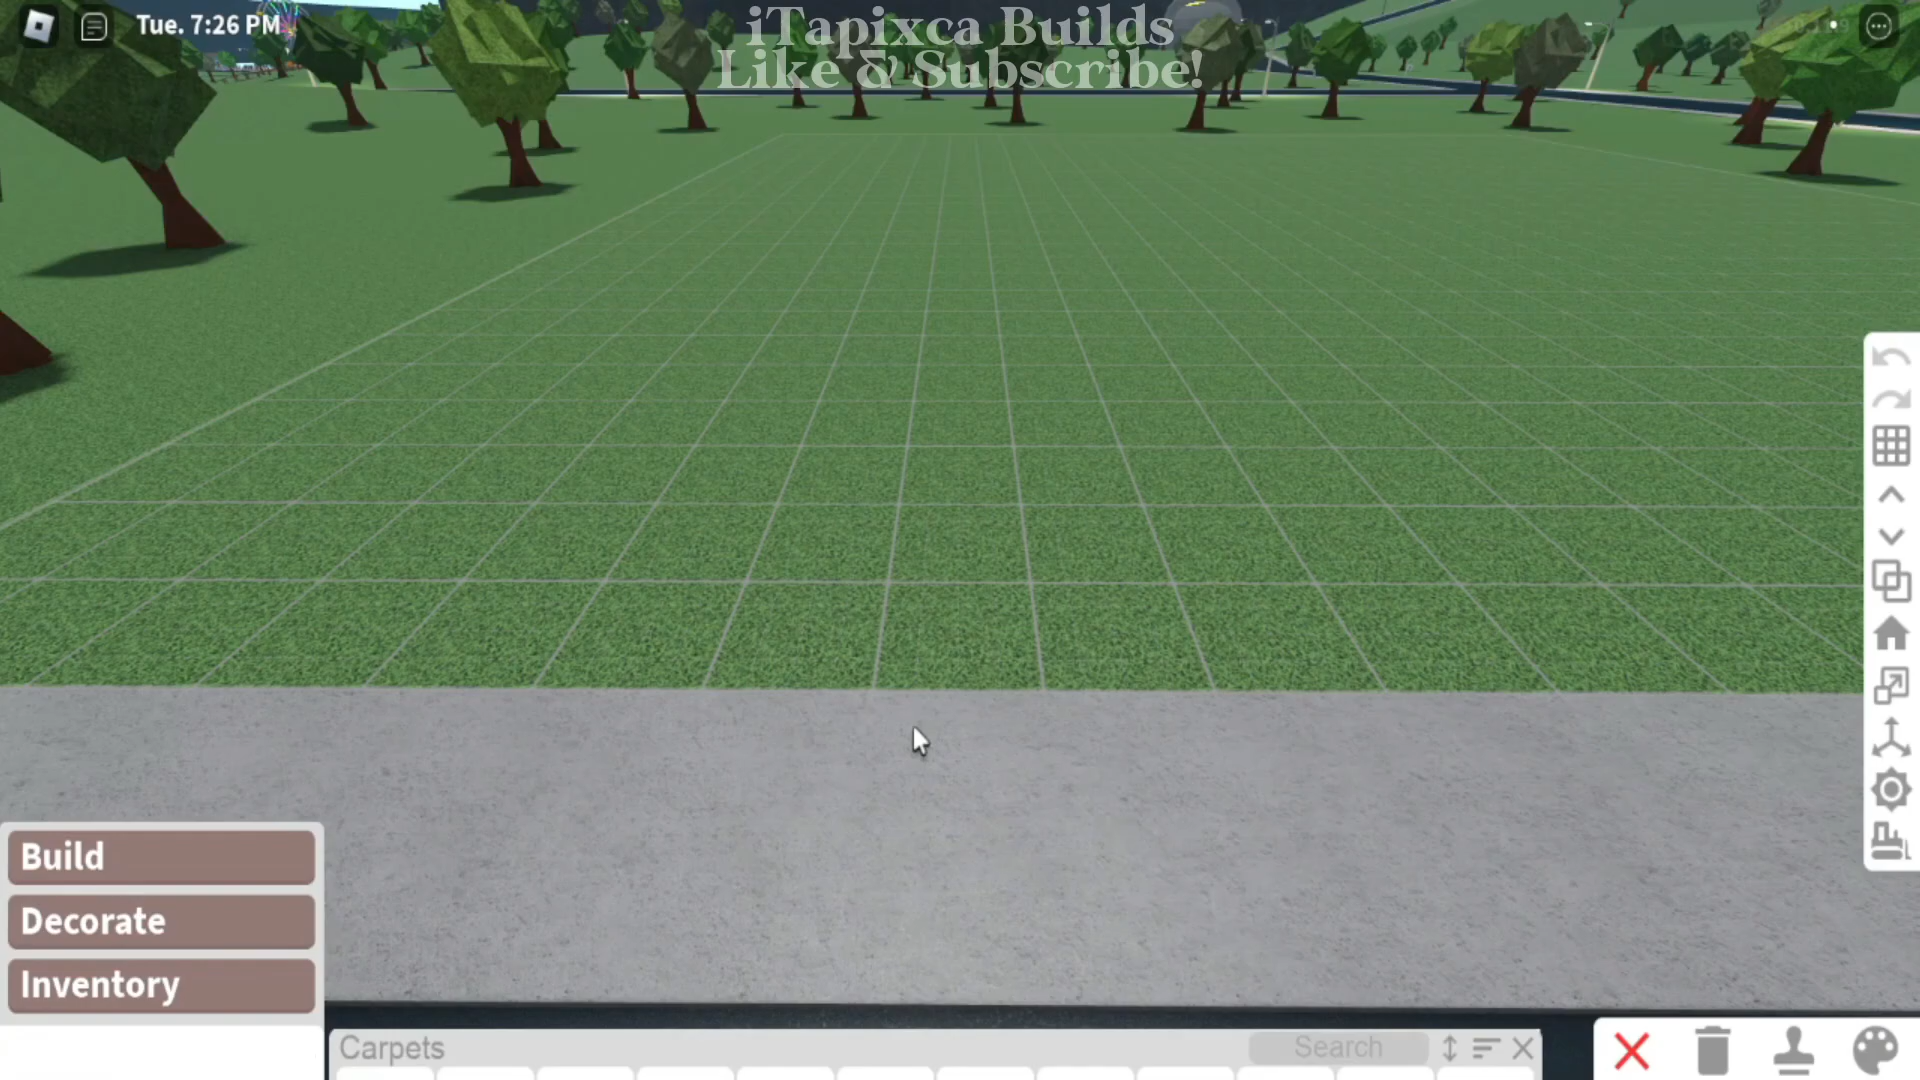 Tue. 7:26 PM
iTapixca Builds
Like & Subscribe!
Build
Decorate
Inventory
Carpets
Search